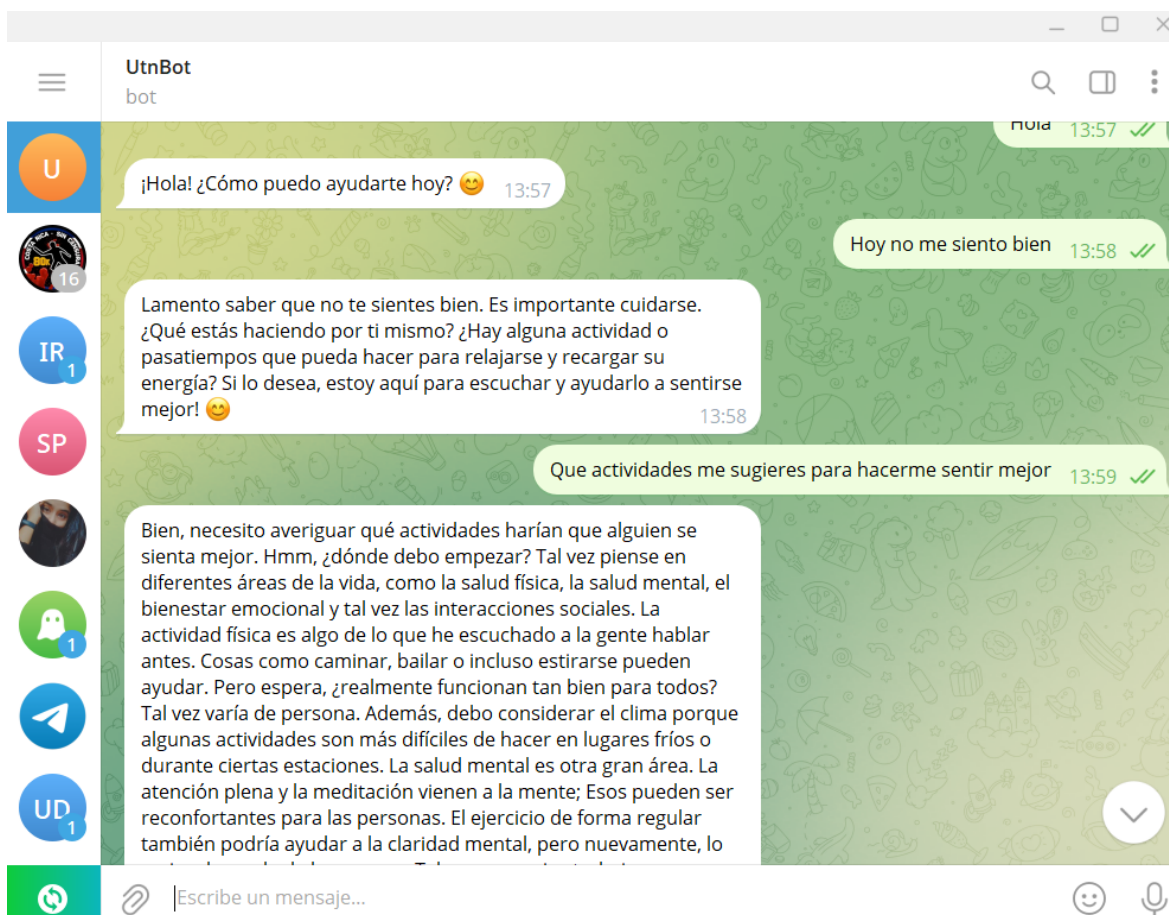 UtnBot
bot
Hola 13:57
U
¡Hola! ¿Cómo puedo ayudarte hoy? 😊 13:57
COSTA RICA - SIN CENSURA
16
Hoy no me siento bien 13:58
Lamento saber que no te sientes bien. Es importante cuidarse.
¿Qué estás haciendo por ti mismo? ¿Hay alguna actividad o
pasatiempos que pueda hacer para relajarse y recargar su
energía? Si lo desea, estoy aquí para escuchar y ayudarlo a sentirse
mejor! 😊 13:58
IR
1
SP
Que actividades me sugieres para hacerme sentir mejor 13:59
Bien, necesito averiguar qué actividades harían que alguien se
sienta mejor. Hmm, ¿dónde debo empezar? Tal vez piense en
diferentes áreas de la vida, como la salud física, la salud mental, el
bienestar emocional y tal vez las interacciones sociales. La
actividad física es algo de lo que he escuchado a la gente hablar
antes. Cosas como caminar, bailar o incluso estirarse pueden
ayudar. Pero espera, ¿realmente funcionan tan bien para todos?
Tal vez varía de persona. Además, debo considerar el clima porque
algunas actividades son más difíciles de hacer en lugares fríos o
durante ciertas estaciones. La salud mental es otra gran área. La
atención plena y la meditación vienen a la mente; Esos pueden ser
reconfortantes para las personas. El ejercicio de forma regular
también podría ayudar a la claridad mental, pero nuevamente, lo
1
UD
1
Escribe un mensaje...